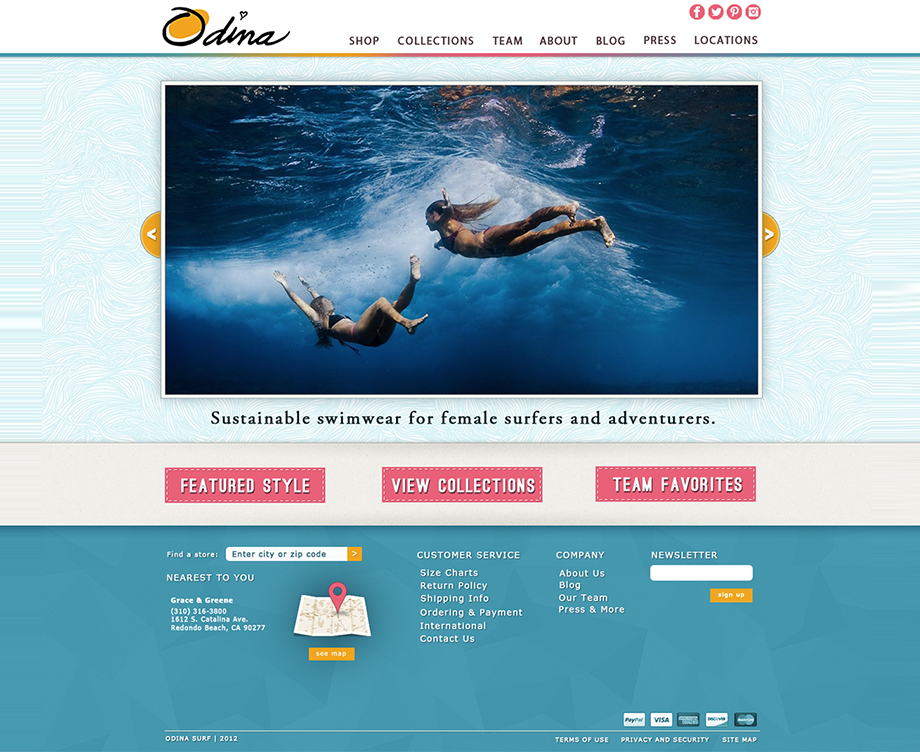 Odina
SHOP COLLECTIONS TEAM ABOUT BLOG PRESS LOCATIONS
< >
Sustainable swimwear for female surfers and adventurers.
FEATURED STYLE
VIEW COLLECTIONS
TEAM FAVORITES
Find a store: Enter city or zip code >
NEAREST TO YOU
Grace & Greene
(310) 316-3800
1612 S. Catalina Ave.
Redondo Beach, CA 90277
see map
CUSTOMER SERVICE
Size Charts
Return Policy
Shipping Info
Ordering & Payment
International
Contact Us
COMPANY
About Us
Blog
Our Team
Press & More
NEWSLETTER
sign up
PayPal VISA DISCOVER
ODINA SURF | 2012
TERMS OF USE PRIVACY AND SECURITY SITE MAP